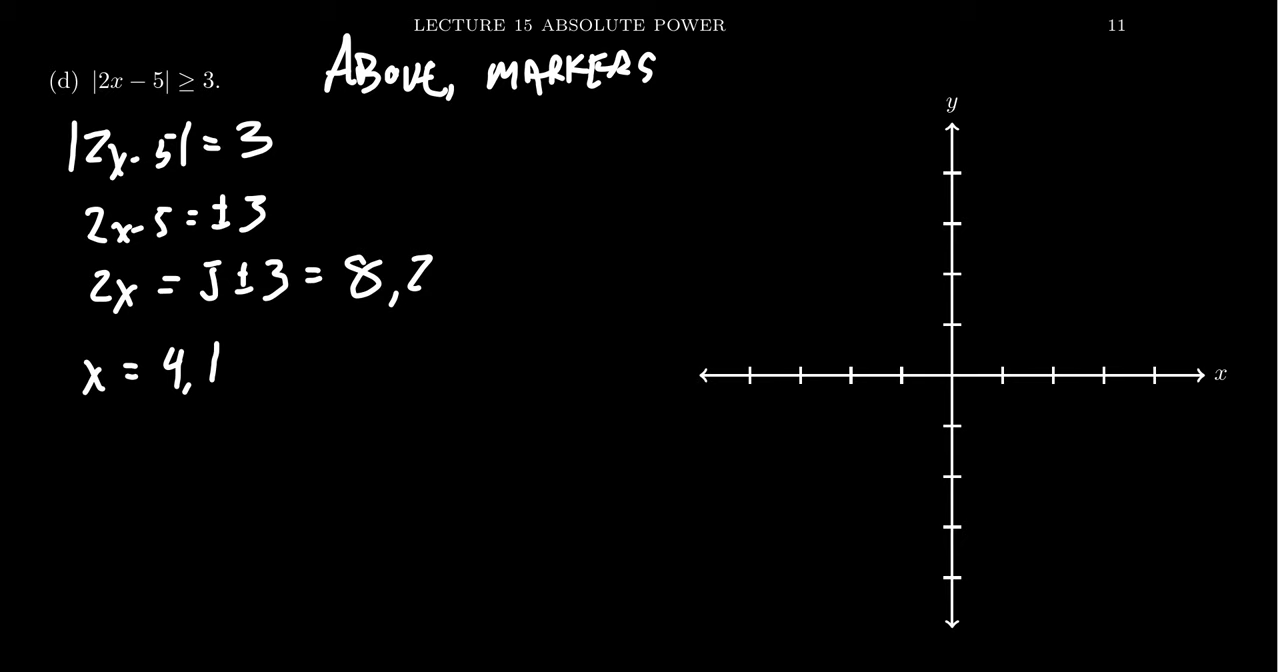 LECTURE 15 ABSOLUTE POWER 11
(d) |2x − 5| ≥ 3.
ABOVE, MARKERS
|2x - 5| = 3
2x - 5 = ± 3
2x = 5 ± 3 = 8, 2
x = 4, 1
y
x